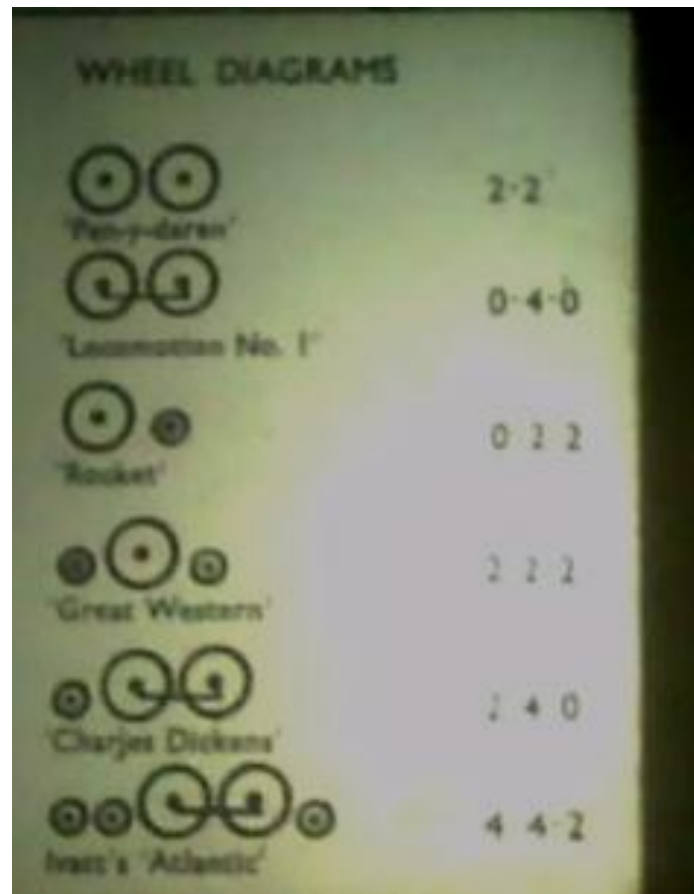 WHEEL DIAGRAMS
2-2
'Pen-y-daren'
0-4-0
'Locomotion No. 1'
0 2 2
'Rocket'
2 2 2
'Great Western'
2 4 0
'Charjes Dickens'
4 4-2
Ivatt's 'Atlantic'